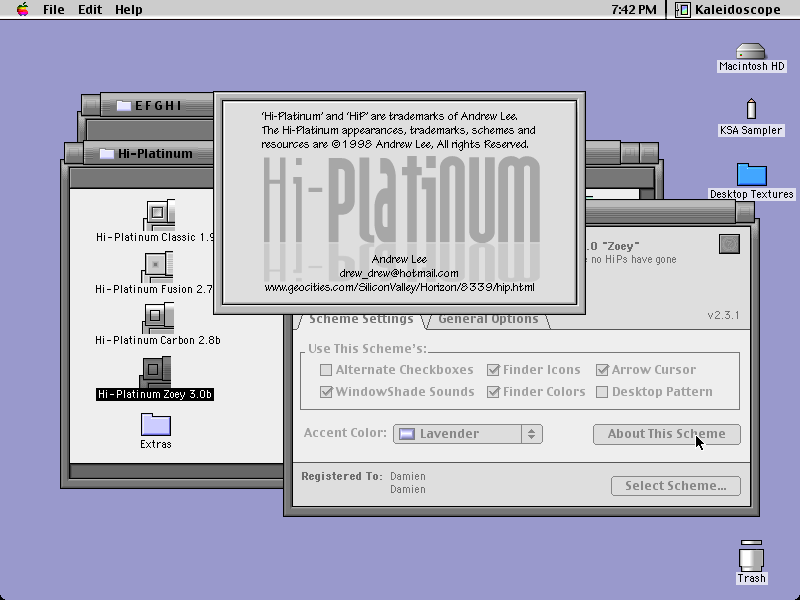 File Edit Help
7:42 PM Kaleidoscope
Macintosh HD
KSA Sampler
Desktop Textures
Trash
E F G H I
Hi-Platinum
Hi-Platinum Classic 1.9
Hi-Platinum Fusion 2.7
Hi-Platinum Carbon 2.8b
Hi-Platinum Zoey 3.0b
Extras
'Hi-Platinum' and 'HiP' are trademarks of Andrew Lee.
The Hi-Platinum appearances, trademarks, schemes and
resources are ©1998 Andrew Lee, All rights Reserved.
Hi-Platinum
Andrew Lee
drew_drew@hotmail.com
www.geocities.com/SiliconValley/Horizon/8339/hip.html
.0 "Zoey"
e no HiPs have gone
v2.3.1
Scheme Settings General Options
Use This Scheme's:
Alternate Checkboxes Finder Icons Arrow Cursor
WindowShade Sounds Finder Colors Desktop Pattern
Accent Color: Lavender About This Scheme
Registered To: Damien
Damien
Select Scheme...